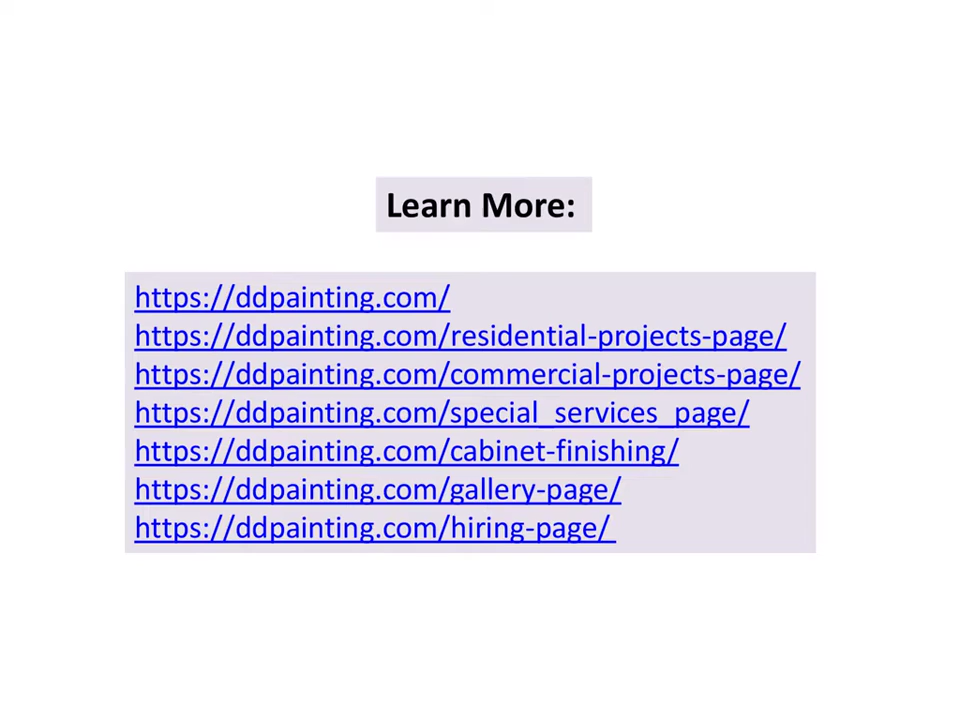 Learn More:
https://ddpainting.com/
https://ddpainting.com/residential-projects-page/
https://ddpainting.com/commercial-projects-page/
https://ddpainting.com/special_services_page/
https://ddpainting.com/cabinet-finishing/
https://ddpainting.com/gallery-page/
https://ddpainting.com/hiring-page/